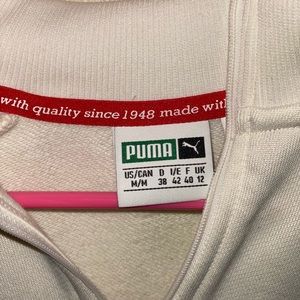 with quality since 1948 made with
PUMA
US/CAN D I/E F UK
M/M 38 42 40 12